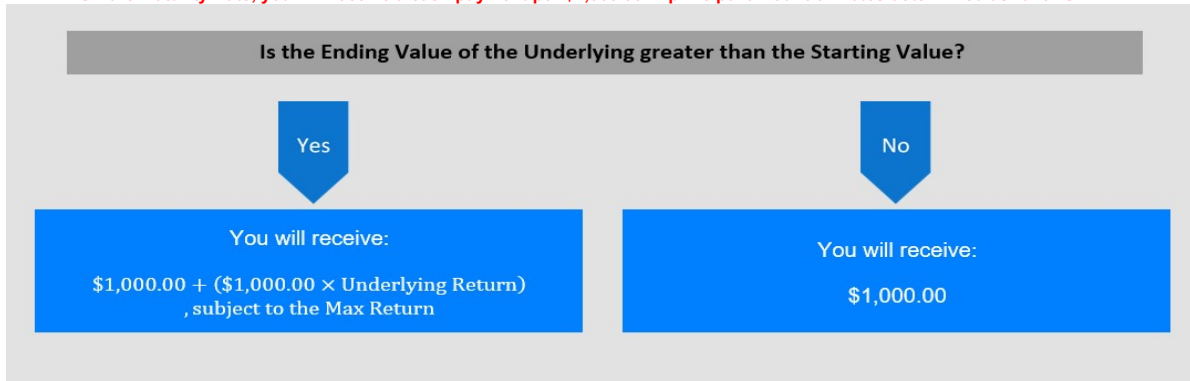 Is the Ending Value of the Underlying greater than the Starting Value?
Yes
No
You will receive:
$1,000.00 + ($1,000.00 × Underlying Return)
, subject to the Max Return
You will receive:
$1,000.00